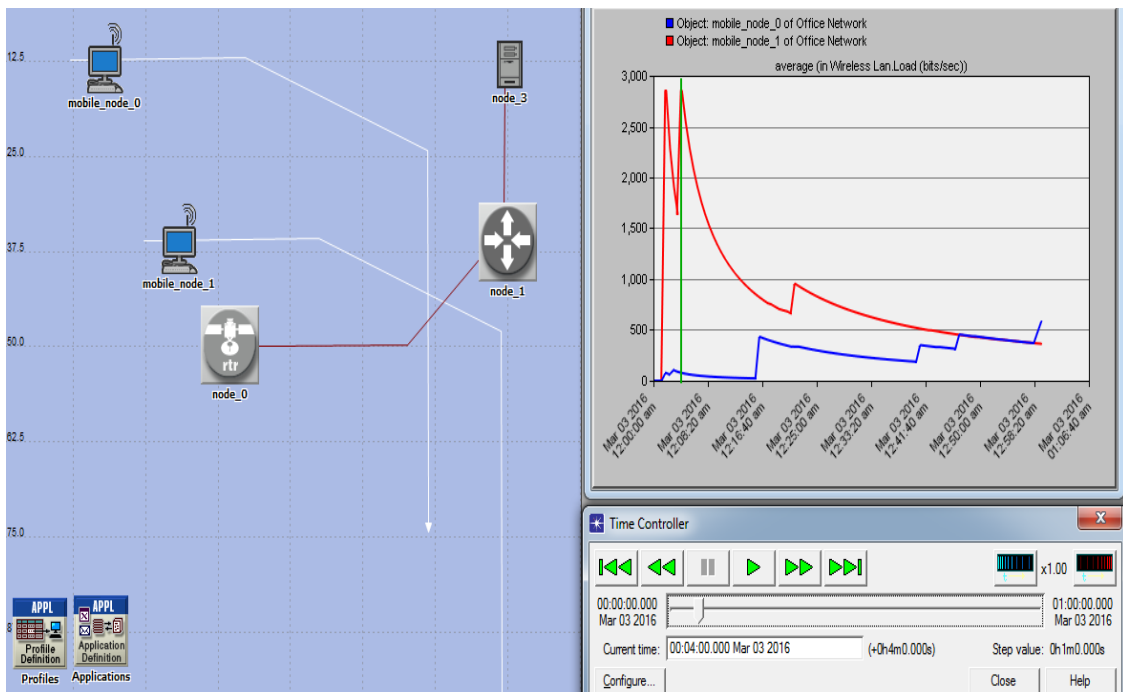 12.5
mobile_node_0
node_3
25.0
37.5
mobile_node_1
node_1
50.0
rtr
node_0
62.5
75.0
8
APPL
Profile
Definition
Profiles
APPL
Application
Definition
Applications
Object: mobile_node_0 of Office Network
Object: mobile_node_1 of Office Network
average (in Wireless Lan.Load (bits/sec))
3,000
2,500
2,000
1,500
1,000
500
0
Mar 03 2016
12:00:00 am
Mar 03 2016
12:08:20 am
Mar 03 2016
12:16:40 am
Mar 03 2016
12:25:00 am
Mar 03 2016
12:33:20 am
Mar 03 2016
12:41:40 am
Mar 03 2016
12:50:00 am
Mar 03 2016
12:58:20 am
Mar 03 2016
01:06:40 am
Time Controller
x1.00
00:00:00.000
Mar 03 2016
01:00:00.000
Mar 03 2016
Current time: 00:04:00.000 Mar 03 2016 (+0h4m0.000s) Step value: 0h1m0.000s
Configure... Close Help